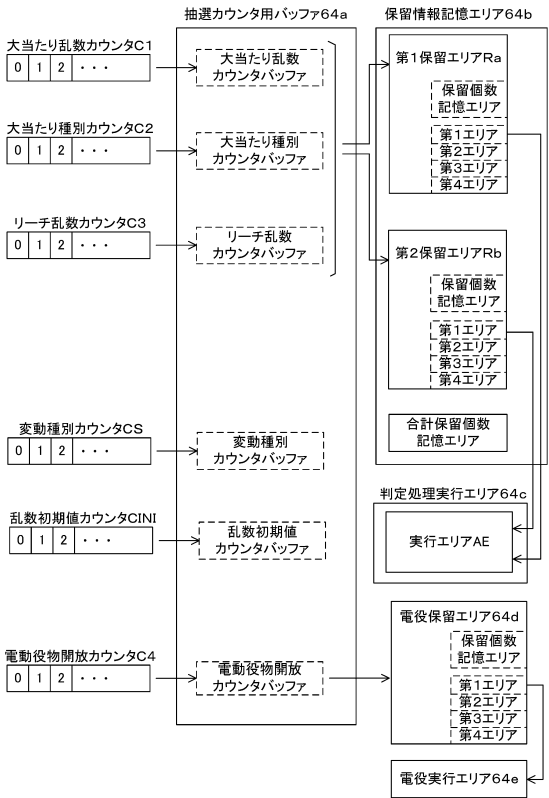 抽選カウンタ用バッファ64a
保留情報記憶エリア64b
大当たり乱数カウンタC1
0 1 2 ・・・
大当たり乱数
カウンタバッファ
第1保留エリアRa
保留個数
記憶エリア
第1エリア
第2エリア
第3エリア
第4エリア
大当たり種別カウンタC2
0 1 2 ・・・
大当たり種別
カウンタバッファ
リーチ乱数カウンタC3
0 1 2 ・・・
リーチ乱数
カウンタバッファ
第2保留エリアRb
保留個数
記憶エリア
第1エリア
第2エリア
第3エリア
第4エリア
合計保留個数
記憶エリア
変動種別カウンタCS
0 1 2 ・・・
変動種別
カウンタバッファ
判定処理実行エリア64c
実行エリアAE
乱数初期値カウンタCINI
0 1 2 ・・・
乱数初期値
カウンタバッファ
電役保留エリア64d
保留個数
記憶エリア
第1エリア
第2エリア
第3エリア
第4エリア
電動役物開放カウンタC4
0 1 2 ・・・
電動役物開放
カウンタバッファ
電役実行エリア64e